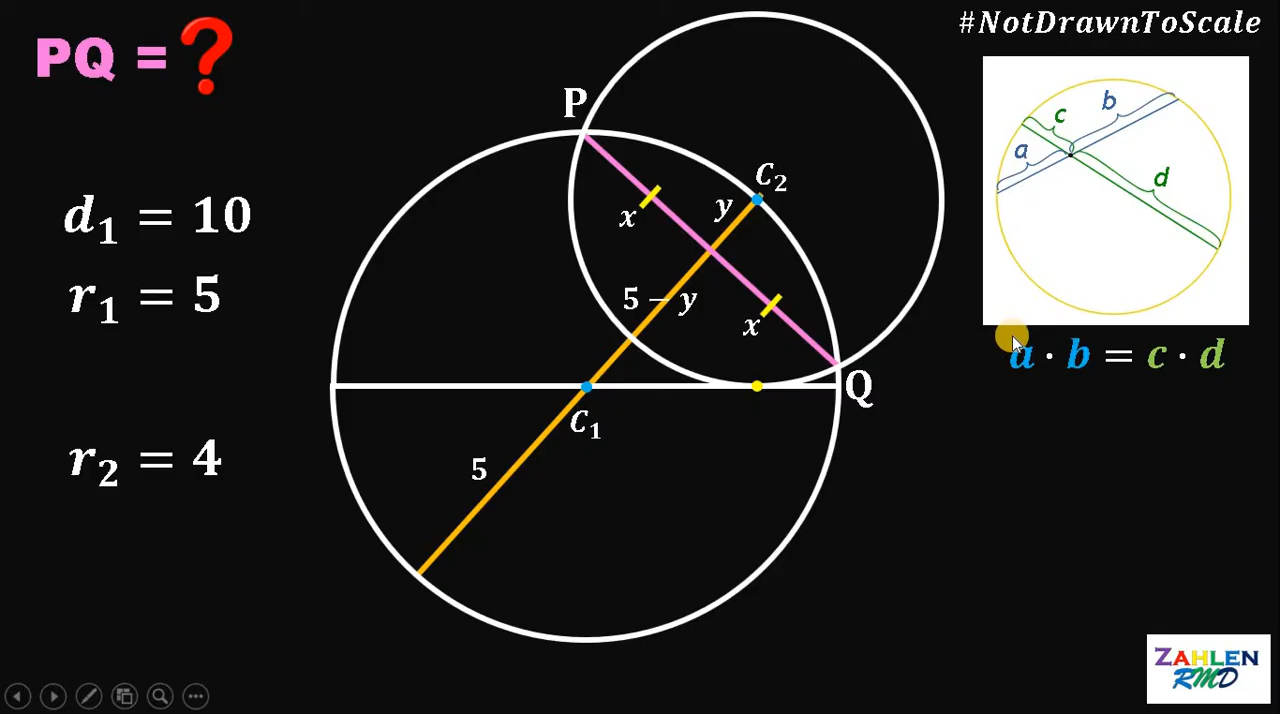 #NotDrawnToScale
PQ = ?
P
b
c
a
d
C₂
y
d₁ = 10
x
r₁ = 5
5 − y
x
a · b = c · d
Q
C₁
r₂ = 4
5
ZAHLEN
RMD